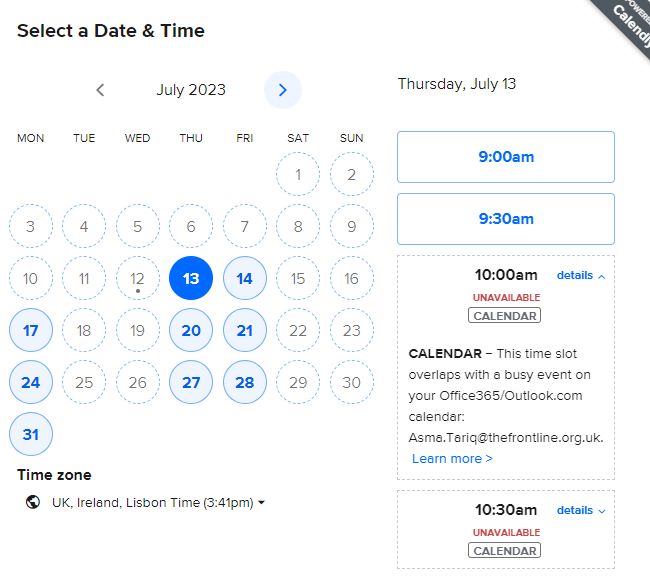 Select a Date & Time
POWERED
Calendly
July 2023
MON TUE WED THU FRI SAT SUN
1 2
3 4 5 6 7 8 9
10 11 12 13 14 15 16
17 18 19 20 21 22 23
24 25 26 27 28 29 30
31
Time zone
UK, Ireland, Lisbon Time (3:41pm)
Thursday, July 13
9:00am
9:30am
10:00am details
UNAVAILABLE
CALENDAR
CALENDAR – This time slot
overlaps with a busy event on
your Office365/Outlook.com
calendar:
Asma.Tariq@thefrontline.org.uk.
Learn more >
10:30am details
UNAVAILABLE
CALENDAR